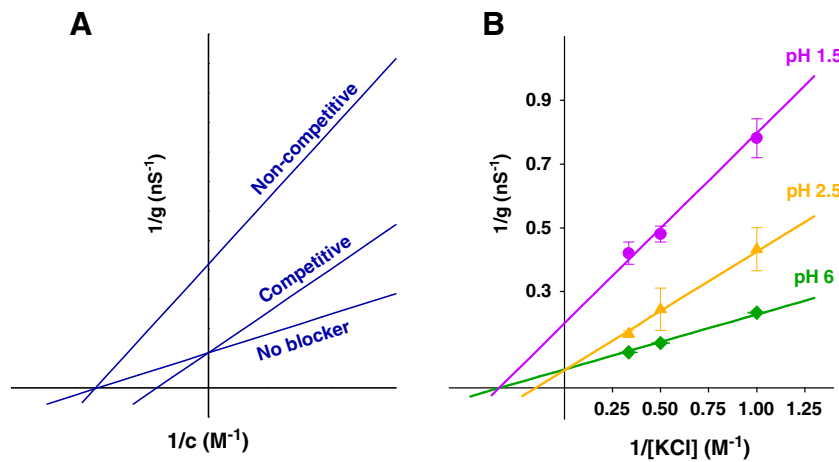 A
1/g (nS⁻¹)
Non-competitive
Competitive
No blocker
1/c (M⁻¹)
B
pH 1.5
0.9
1/g (nS⁻¹)
0.7
pH 2.5
0.5
pH 6
0.3
0.25 0.50 0.75 1.00 1.25
1/[KCl] (M⁻¹)